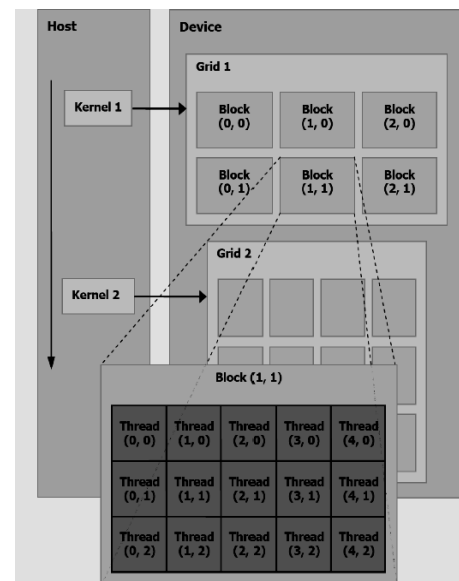 Host
Device
Grid 1
Kernel 1
Block Block Block
(0, 0) (1, 0) (2, 0)
Block Block Block
(0, 1) (1, 1) (2, 1)
Grid 2
Kernel 2
Block (1, 1)
Thread Thread Thread Thread Thread
(0, 0) (1, 0) (2, 0) (3, 0) (4, 0)
Thread Thread Thread Thread Thread
(0, 1) (1, 1) (2, 1) (3, 1) (4, 1)
Thread Thread Thread Thread Thread
(0, 2) (1, 2) (2, 2) (3, 2) (4, 2)